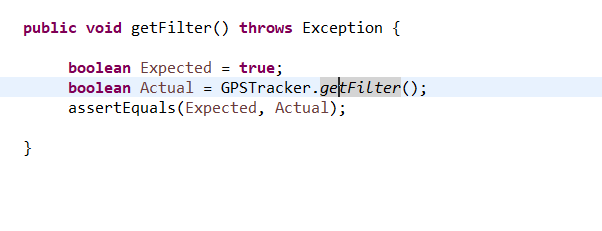 public void getFilter() throws Exception {
boolean Expected = true;
boolean Actual = GPSTracker.getFilter();
assertEquals(Expected, Actual);
}